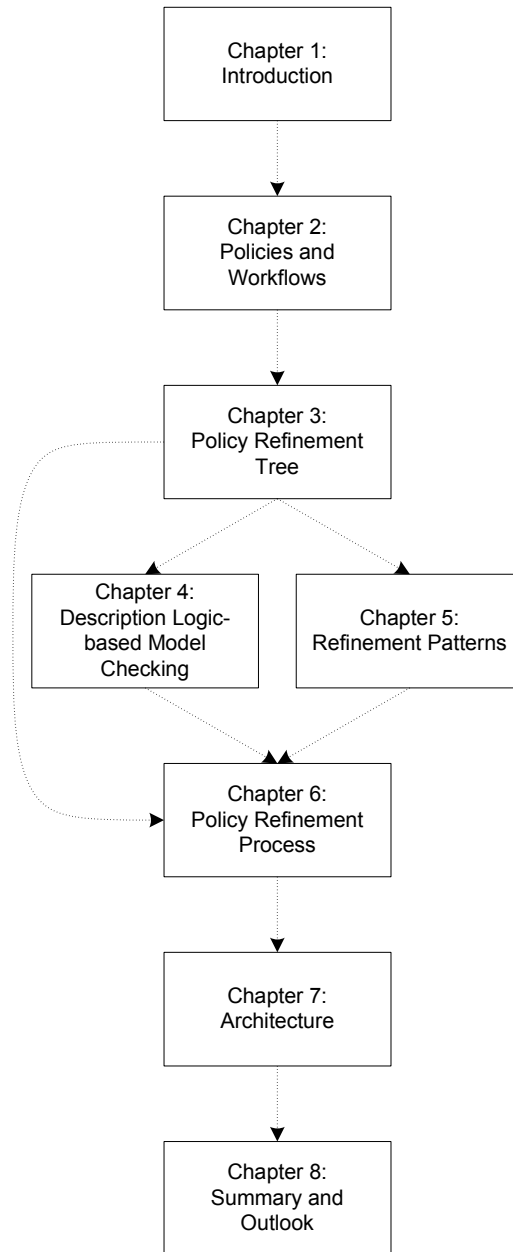 Chapter 1:
Introduction
Chapter 2:
Policies and
Workflows
Chapter 3:
Policy Refinement
Tree
Chapter 4:
Description Logic-
based Model
Checking
Chapter 5:
Refinement Patterns
Chapter 6:
Policy Refinement
Process
Chapter 7:
Architecture
Chapter 8:
Summary and
Outlook